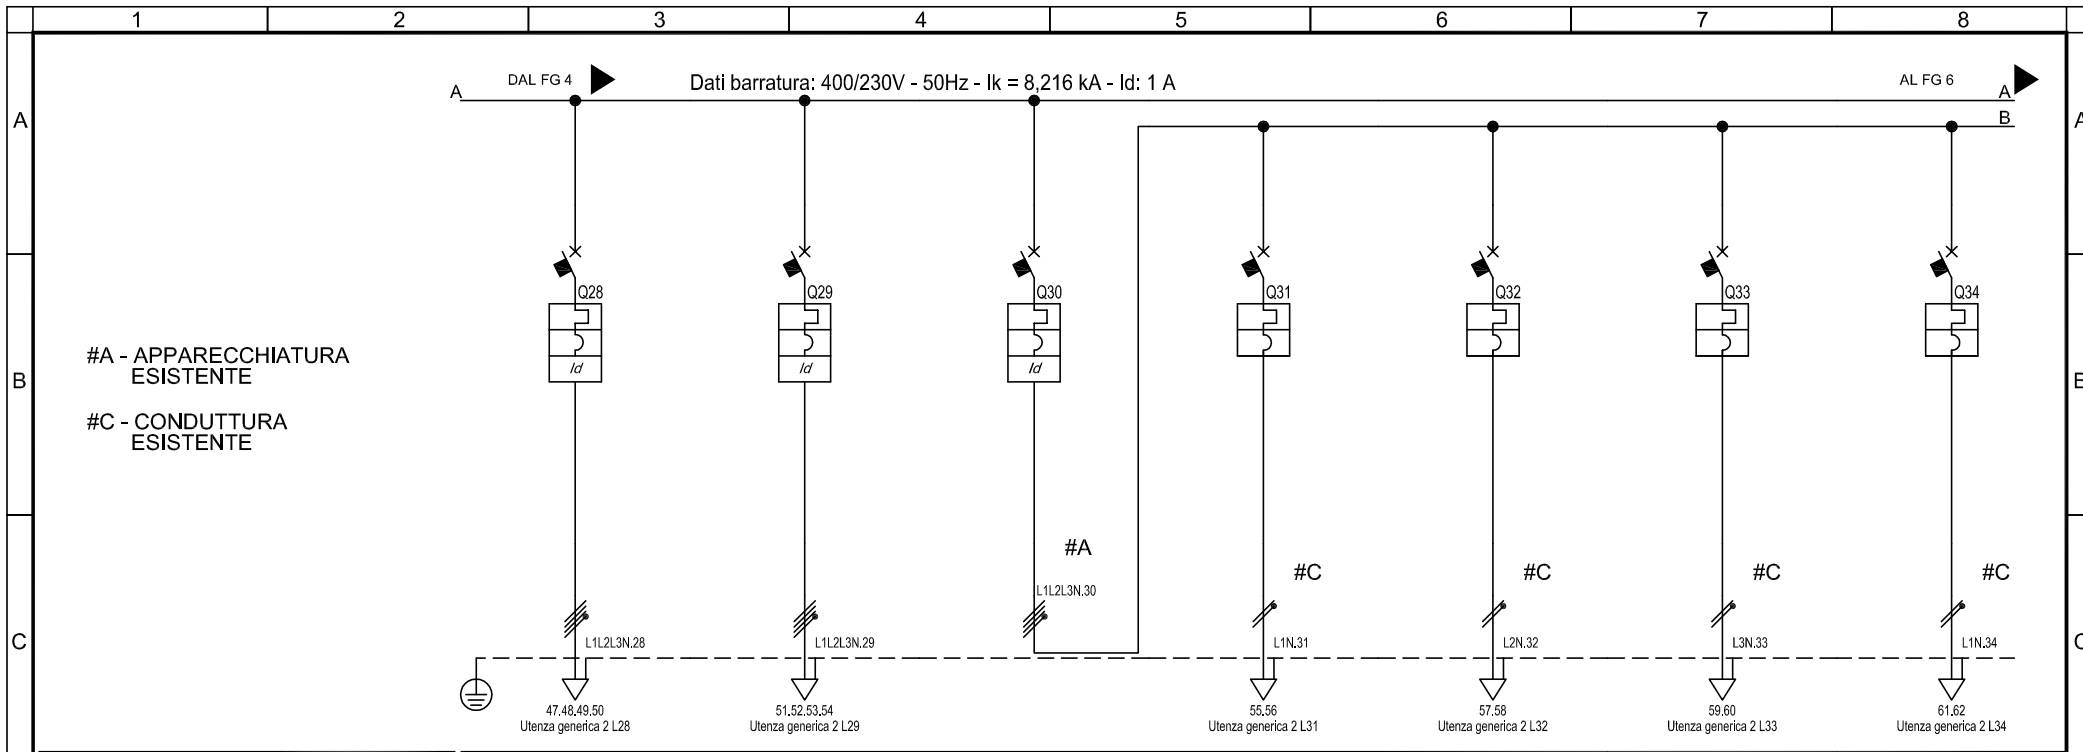 1 2 3 4 5 6 7 8
DAL FG 4
Dati barratura: 400/230V - 50Hz - Ik = 8,216 kA - Id: 1 A
AL FG 6
A A
B
A A
Q28 Q29 Q30 Q31 Q32 Q33 Q34
Id Id Id
#A - APPARECCHIATURA
ESISTENTE
B B
#C - CONDUTTURA
ESISTENTE
#A
#C #C #C #C
L1L2L3N.30
C C
L1L2L3N.28 L1L2L3N.29 L1N.31 L2N.32 L3N.33 L1N.34
47.48.49.50 51.52.53.54 55.56 57.58 59.60 61.62
Utenza generica 2 L28 Utenza generica 2 L29 Utenza generica 2 L31 Utenza generica 2 L32 Utenza generica 2 L33 Utenza generica 2 L34